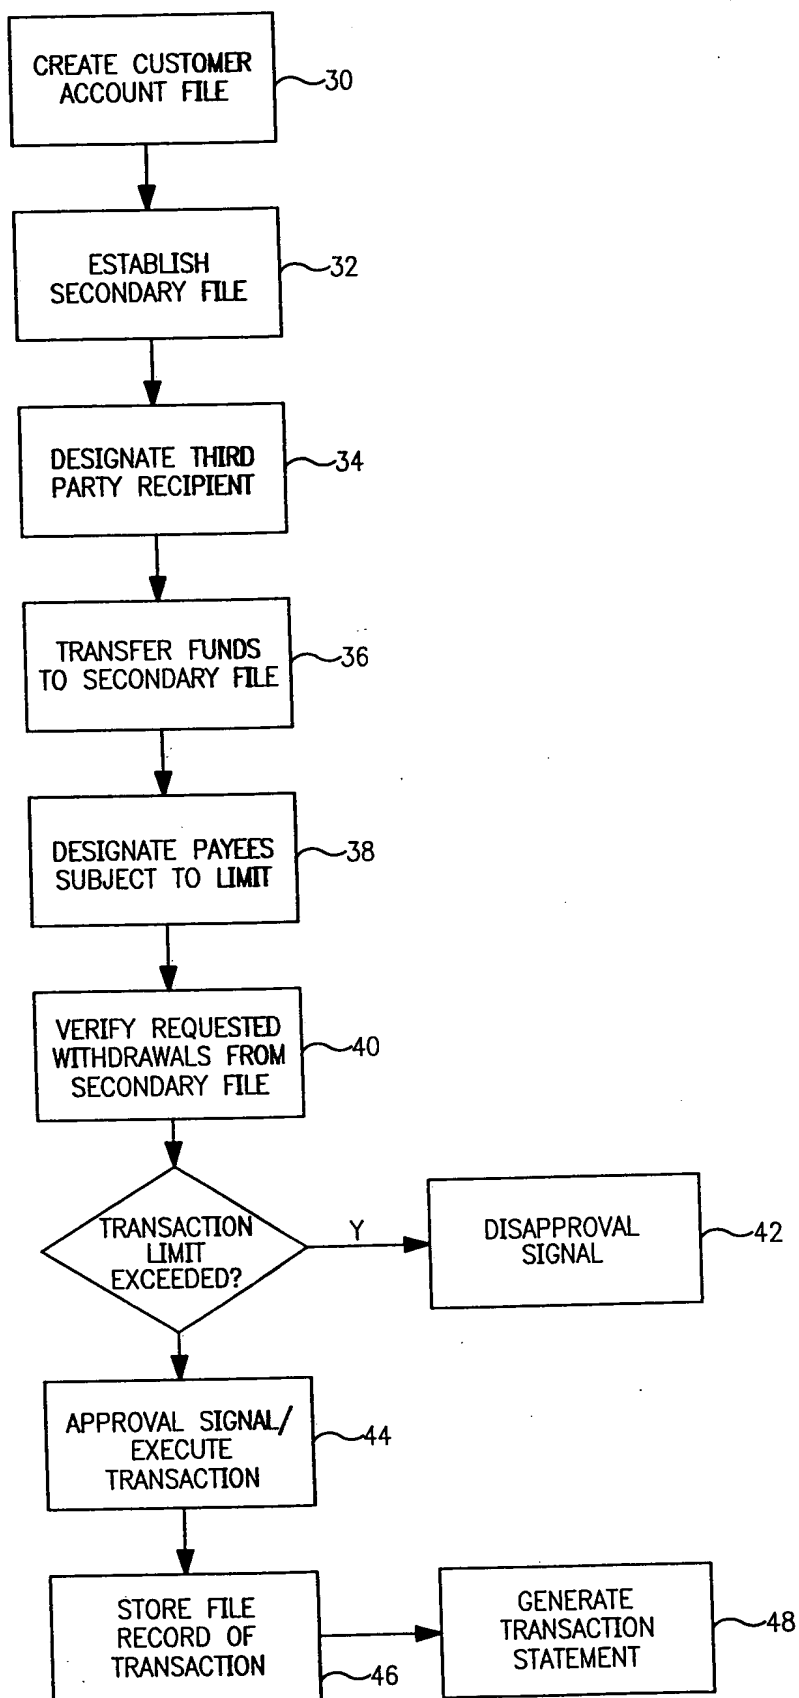 CREATE CUSTOMER
ACCOUNT FILE
30
ESTABLISH
SECONDARY FILE
32
DESIGNATE THIRD
PARTY RECIPIENT
34
TRANSFER FUNDS
TO SECONDARY FILE
36
DESIGNATE PAYEES
SUBJECT TO LIMIT
38
VERIFY REQUESTED
WITHDRAWALS FROM
SECONDARY FILE
40
TRANSACTION
LIMIT
EXCEEDED?
Y
DISAPPROVAL
SIGNAL
42
APPROVAL SIGNAL/
EXECUTE
TRANSACTION
44
STORE FILE
RECORD OF
TRANSACTION
46
GENERATE
TRANSACTION
STATEMENT
48